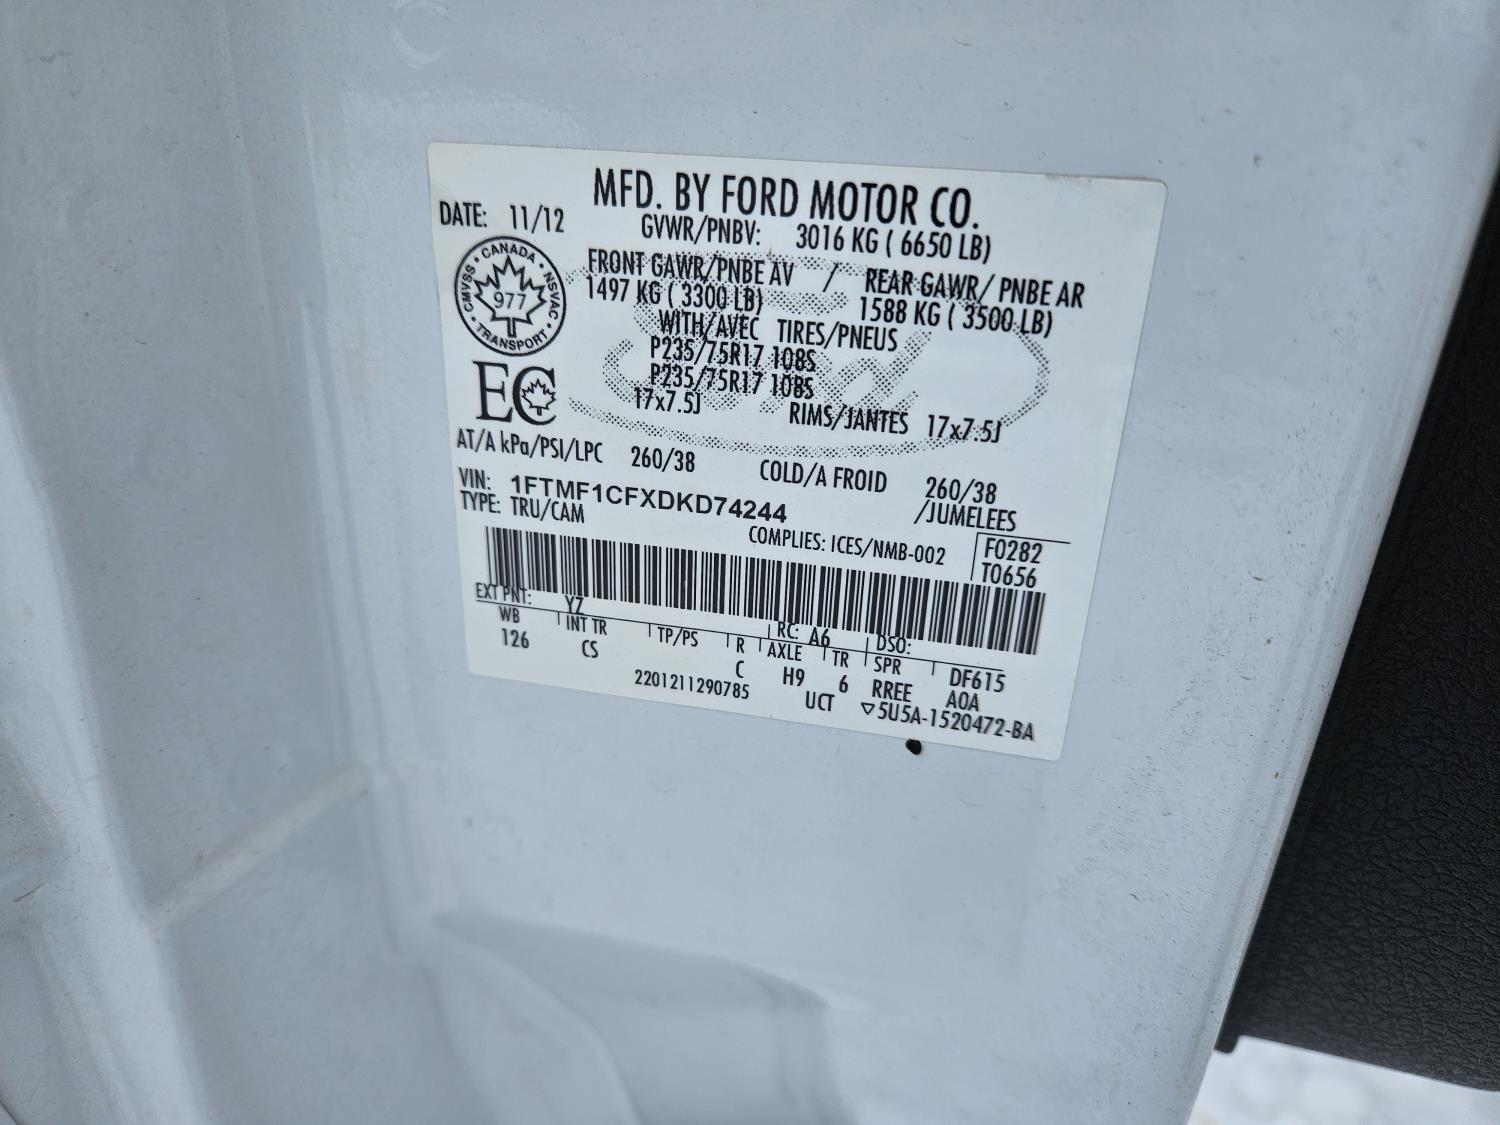 MFD. BY FORD MOTOR CO.
DATE: 11/12
GVWR/PNBV: 3016 KG ( 6650 LB)
FRONT GAWR/PNBE AV / REAR GAWR/ PNBE AR
1497 KG ( 3300 LB) 1588 KG ( 3500 LB)
WITH/AVEC TIRES/PNEUS
P235/75R17 108S
P235/75R17 108S
17x7.5J RIMS/JANTES 17x7.5J
CANADA
CMVSS 977 NSVAC
TRANSPORT
EC
Ford
AT/A kPa/PSI/LPC 260/38 COLD/A FROID 260/38
VIN: 1FTMF1CFXDKD74244 /JUMELEES
TYPE: TRU/CAM
COMPLIES: ICES/NMB-002 F0282
T0656
EXT PNT: YZ RC: A6 DSO:
WB INT TR TP/PS R AXLE TR SPR DF615
126 CS C H9 6 RREE A0A
2201211290785 UCT ▽5U5A-1520472-BA